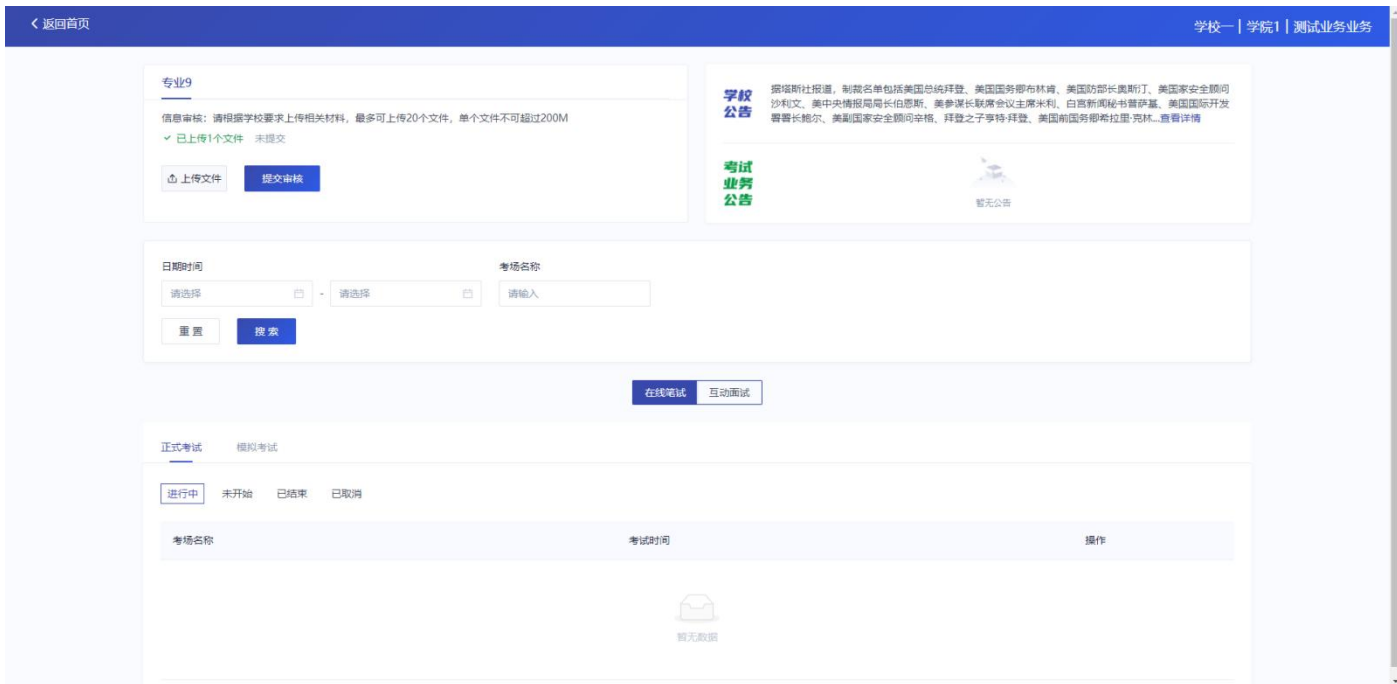 返回首页
学校一 | 学院1 | 测试业务业务
专业9
信息审核：请根据学校要求上传相关材料，最多可上传20个文件，单个文件不可超过200M
已上传1个文件 未提交
上传文件 提交审核
学校
公告
据塔斯社报道，制裁名单包括美国总统拜登、美国国务卿布林肯、美国防部长奥斯汀、美国家安全顾问
沙利文、美中央情报局局长伯恩斯、美参谋长联席会议主席米利、白宫新闻秘书普萨基、美国国际开发
署署长鲍尔、美副国家安全顾问辛格、拜登之子亨特·拜登、美国前国务卿希拉里·克林...查看详情
考试
业务
公告
暂无公告
日期时间 考场名称
请选择 - 请选择 请输入
重置 搜索
在线笔试 互动面试
正式考试 模拟考试
进行中 未开始 已结束 已取消
考场名称 考试时间 操作
暂无数据